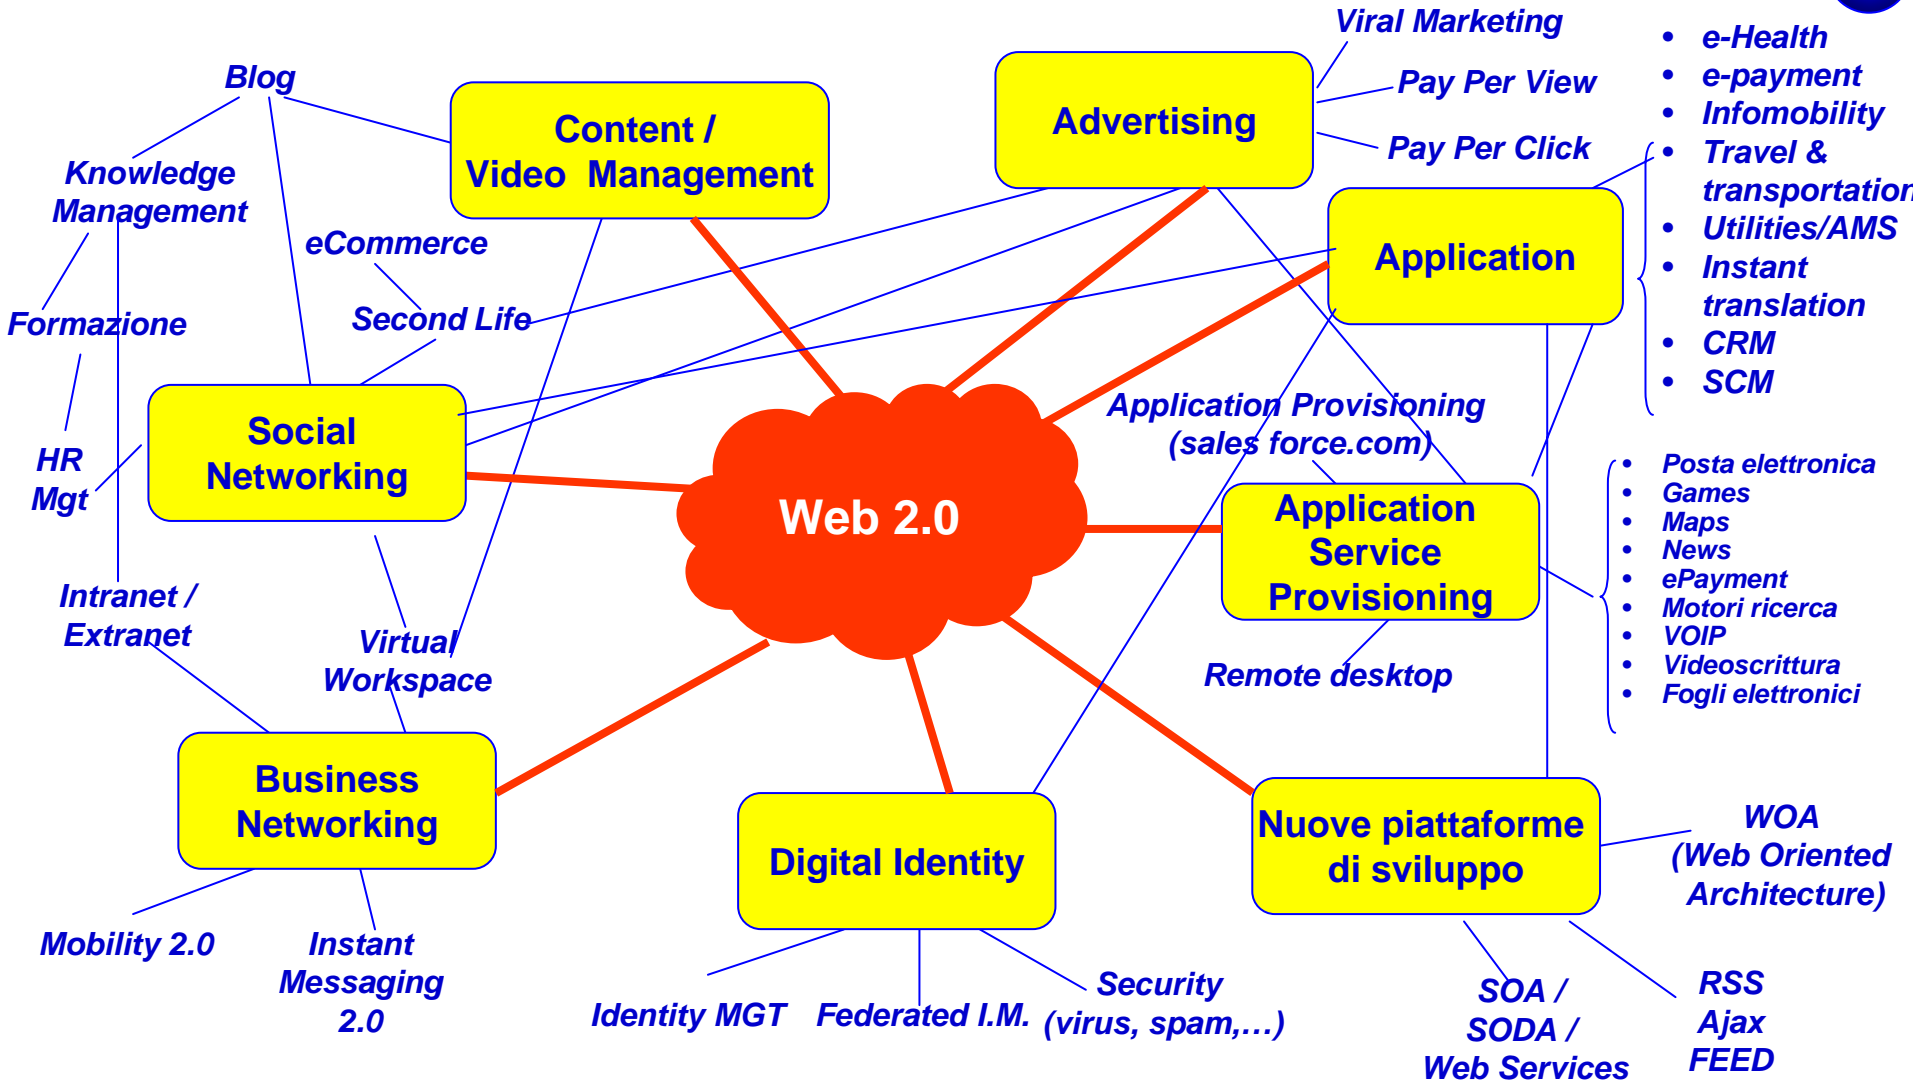 Viral Marketing
Blog
Content /
Video Management
Advertising
Pay Per View
Pay Per Click
• e-Health
• e-payment
• Infomobility
• Travel &
transportation
• Utilities/AMS
• Instant
translation
• CRM
• SCM
Knowledge
Management
eCommerce
Application
Formazione
Second Life
Social
Networking
HR
Mgt
Application Provisioning
(sales force.com)
Web 2.0
Application
Service
Provisioning
• Posta elettronica
• Games
• Maps
• News
• ePayment
• Motori ricerca
• VOIP
• Videoscrittura
• Fogli elettronici
Intranet /
Extranet
Virtual
Workspace
Remote desktop
Business
Networking
Digital Identity
Nuove piattaforme
di sviluppo
WOA
(Web Oriented
Architecture)
Mobility 2.0
Instant
Messaging
2.0
Identity MGT
Federated I.M.
Security
(virus, spam,...)
SOA /
SODA /
Web Services
RSS
Ajax
FEED